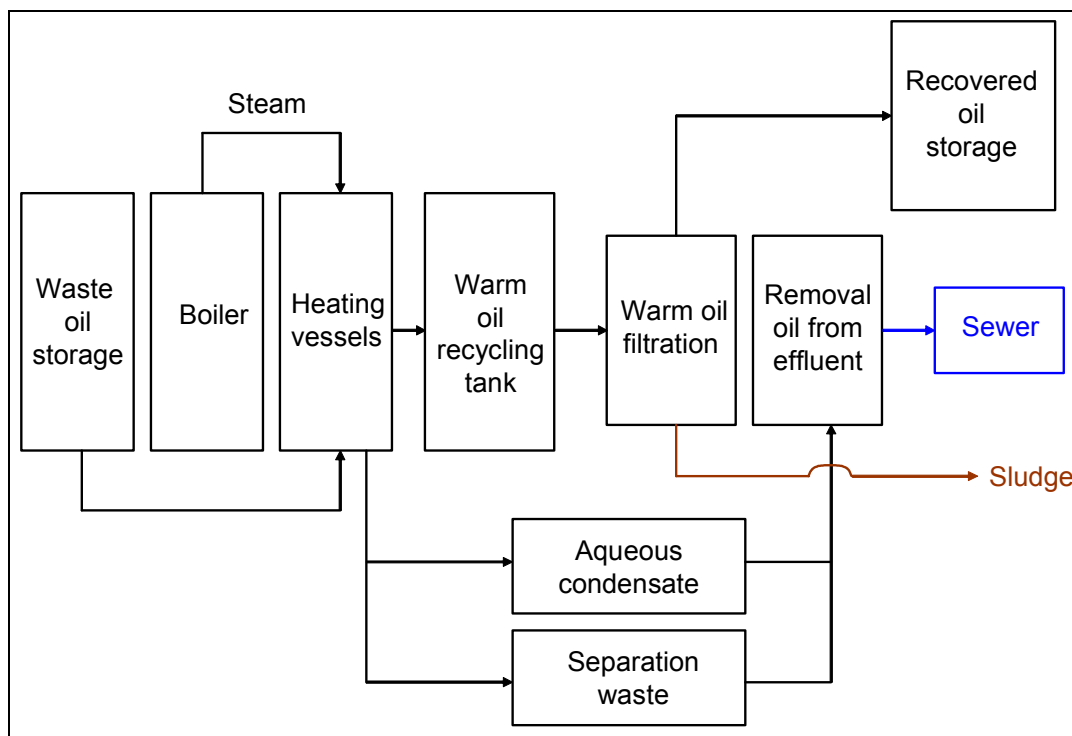 Steam
Waste
oil
storage
Boiler
Heating
vessels
Warm
oil
recycling
tank
Warm oil
filtration
Recovered
oil
storage
Removal
oil from
effluent
Sewer
Sludge
Aqueous
condensate
Separation
waste